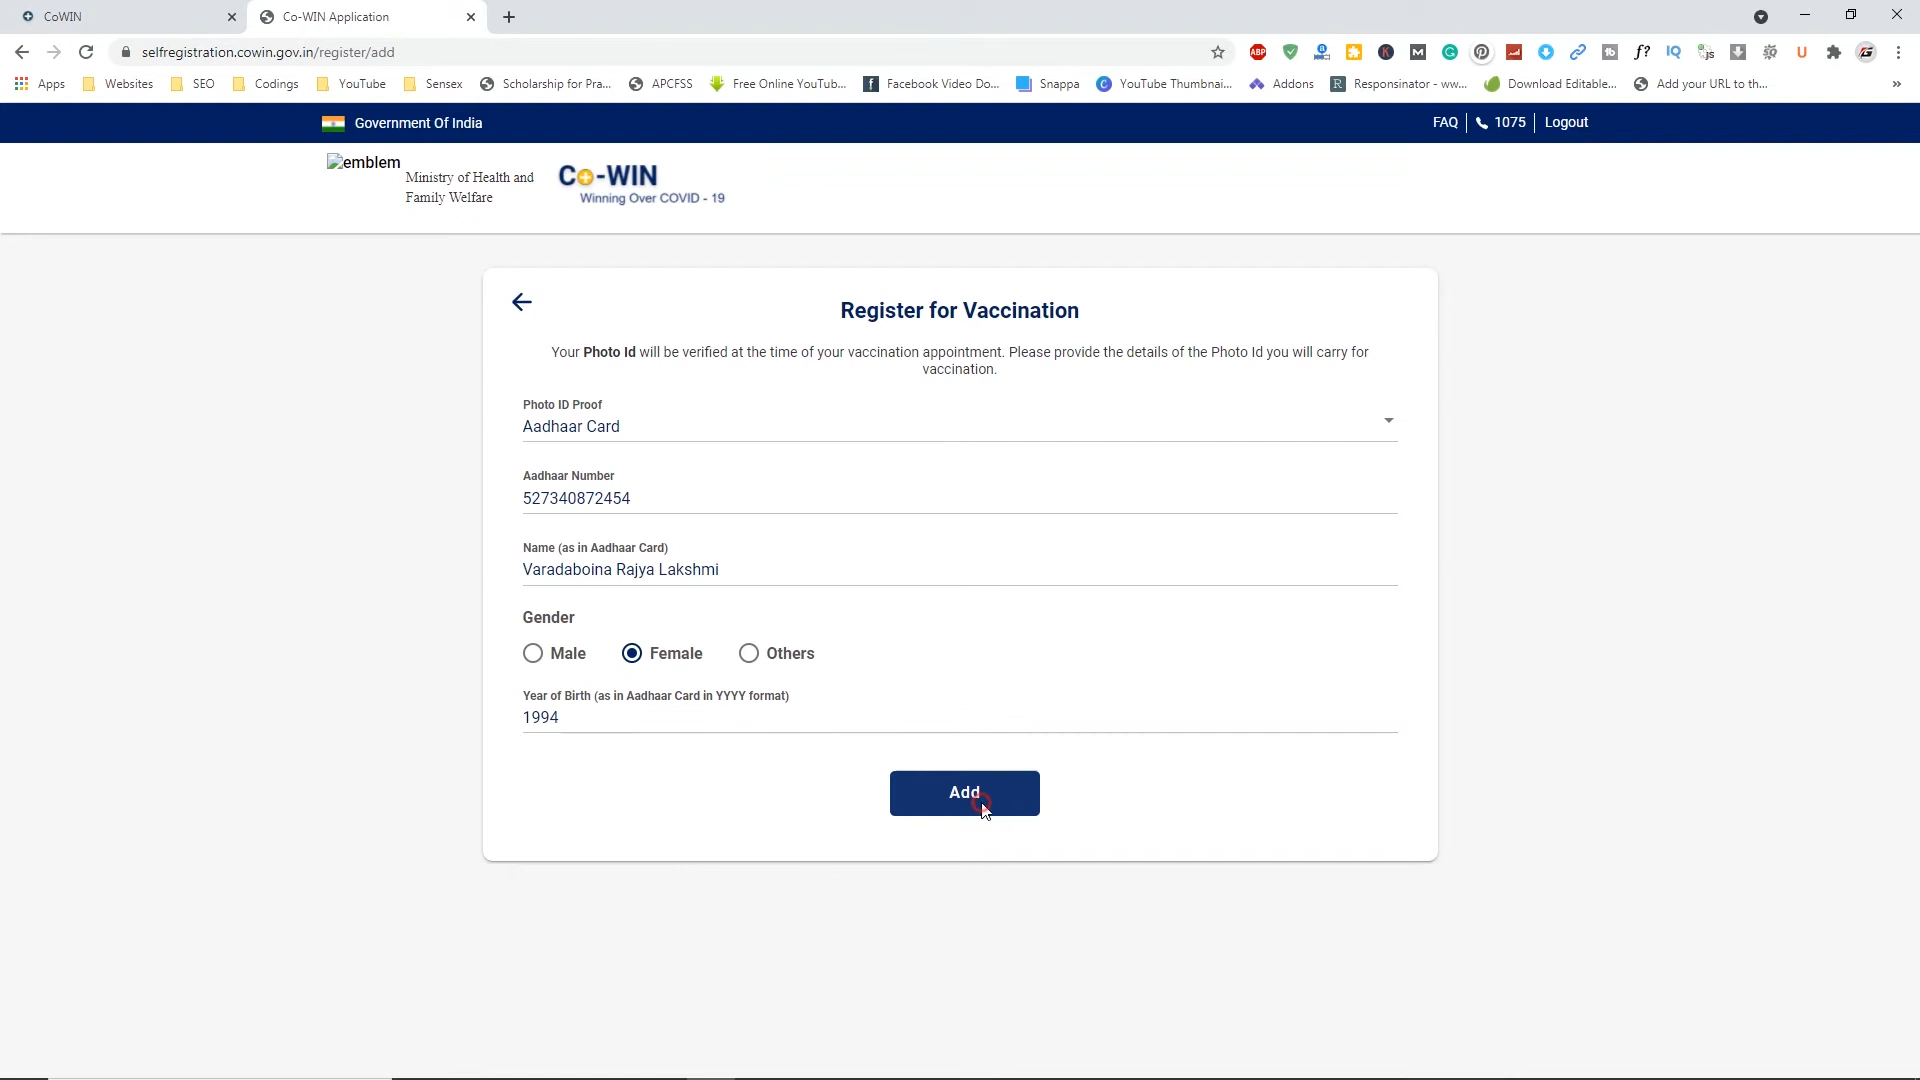 CoWIN
Co-WIN Application
selfregistration.cowin.gov.in/register/add
Apps Websites SEO Codings YouTube Sensex Scholarship for Pra... APCFSS Free Online YouTub... Facebook Video Do... Snappa YouTube Thumbnai... Addons Responsinator - ww... Download Editable... Add your URL to th... »
Government Of India
FAQ 1075 Logout
emblem
Ministry of Health and
Family Welfare
Co-WIN
Winning Over COVID - 19
Register for Vaccination
Your Photo Id will be verified at the time of your vaccination appointment. Please provide the details of the Photo Id you will carry for
vaccination.
Photo ID Proof
Aadhaar Card
Aadhaar Number
527340872454
Name (as in Aadhaar Card)
Varadaboina Rajya Lakshmi
Gender
Male Female Others
Year of Birth (as in Aadhaar Card in YYYY format)
1994
Add